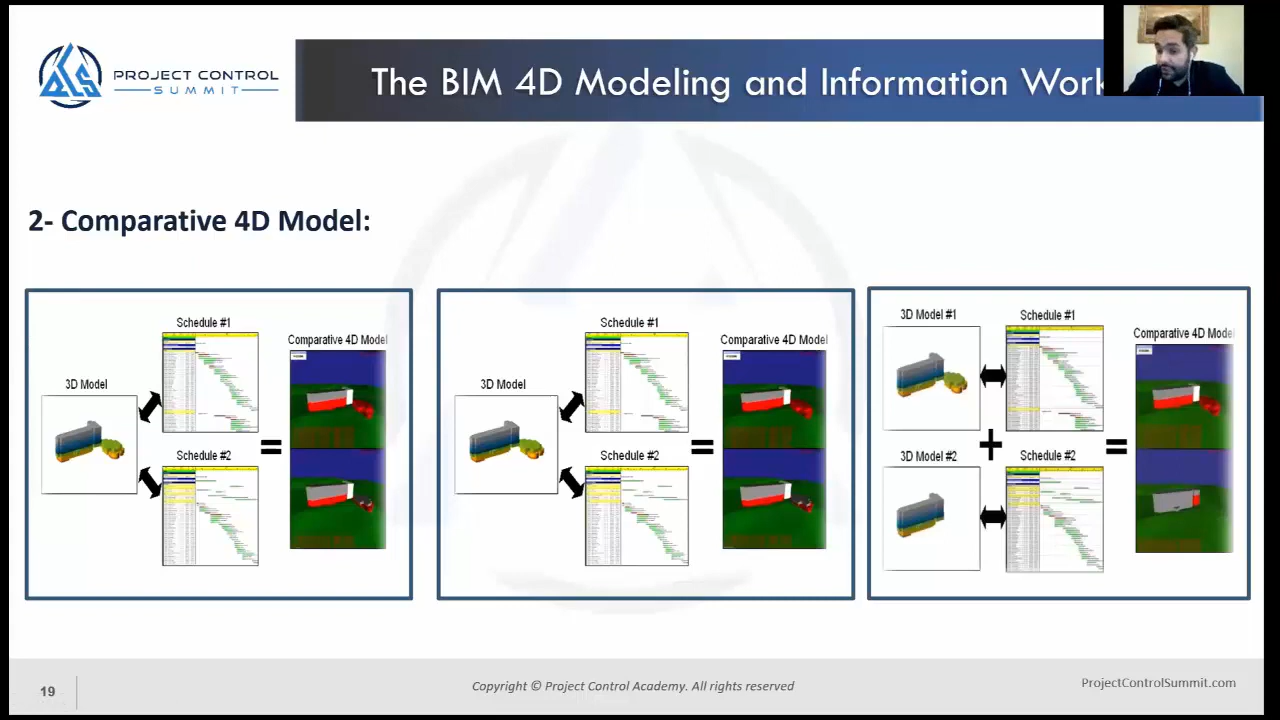 PROJECT CONTROL
SUMMIT
The BIM 4D Modeling and Information Work
2- Comparative 4D Model:
Schedule #1
Comparative 4D Model
3D Model
Schedule #2
Schedule #1
Comparative 4D Model
3D Model
Schedule #2
3D Model #1
Schedule #1
Comparative 4D Model
3D Model #2
Schedule #2
19
Copyright © Project Control Academy. All rights reserved
ProjectControlSummit.com